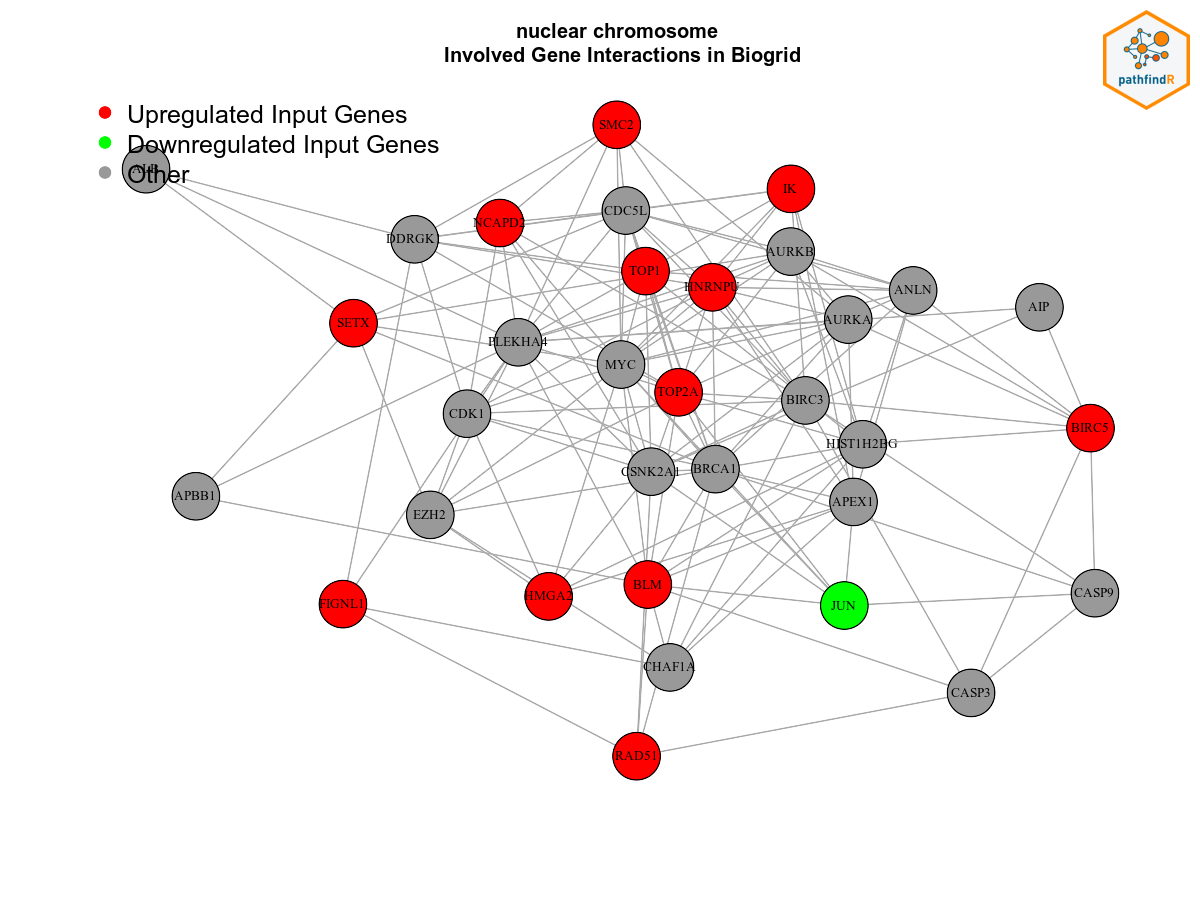 nuclear chromosome
Involved Gene Interactions in Biogrid
pathfindR
Upregulated Input Genes
Downregulated Input Genes
Other
SMC2
ALB
IK
CDC5L
NCAPD2
DDRGK1
AURKB
TOP1
HNRNPU
ANLN
AIP
SETX
AURKA
PLEKHA4
MYC
TOP2A
BIRC3
CDK1
BIRC5
HIST1H2BG
CSNK2A1
BRCA1
APBB1
APEX1
EZH2
BLM
CASP9
HMGA2
FIGNL1
JUN
CHAF1A
CASP3
RAD51